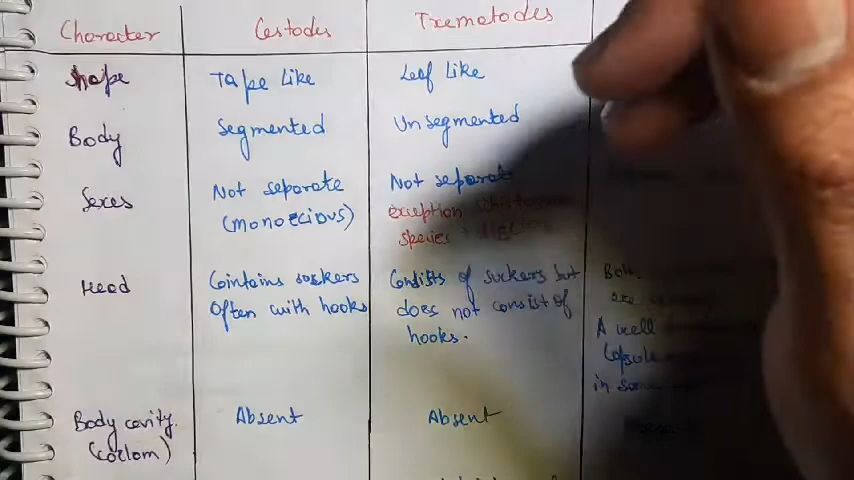 Character Cestodes Trematodes
Shape Tape Like Leaf Like
Body Segmented Unsegmented
Sexes Not separate Not separate
(monoecious) exception
species
Head Contains suckers Consists of suckers but
Often with hooks does not consist of
hooks. A well
Capsule
in
Body cavity. Absent Absent
(coelom)